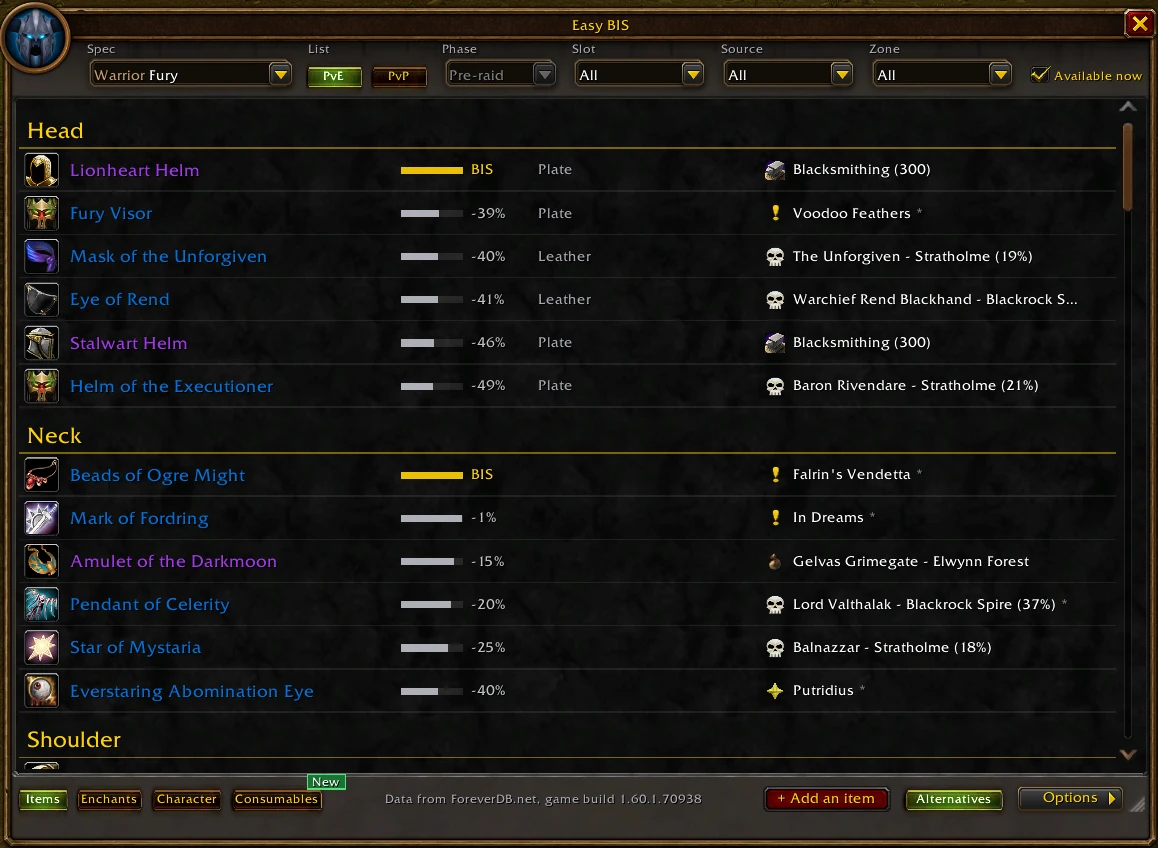 Easy BIS
Spec List Phase Slot Source Zone
Warrior Fury PvE PvP Pre-raid All All All Available now
Head
Lionheart Helm BIS Plate Blacksmithing (300)
Fury Visor -39% Plate Voodoo Feathers *
Mask of the Unforgiven -40% Leather The Unforgiven - Stratholme (19%)
Eye of Rend -41% Leather Warchief Rend Blackhand - Blackrock S...
Stalwart Helm -46% Plate Blacksmithing (300)
Helm of the Executioner -49% Plate Baron Rivendare - Stratholme (21%)
Neck
Beads of Ogre Might BIS Falrin's Vendetta *
Mark of Fordring -1% In Dreams *
Amulet of the Darkmoon -15% Gelvas Grimegate - Elwynn Forest
Pendant of Celerity -20% Lord Valthalak - Blackrock Spire (37%) *
Star of Mystaria -25% Balnazzar - Stratholme (18%)
Everstaring Abomination Eye -40% Putridius *
Shoulder
New
Items Enchants Character Consumables Data from ForeverDB.net, game build 1.60.1.70938 + Add an item Alternatives Options